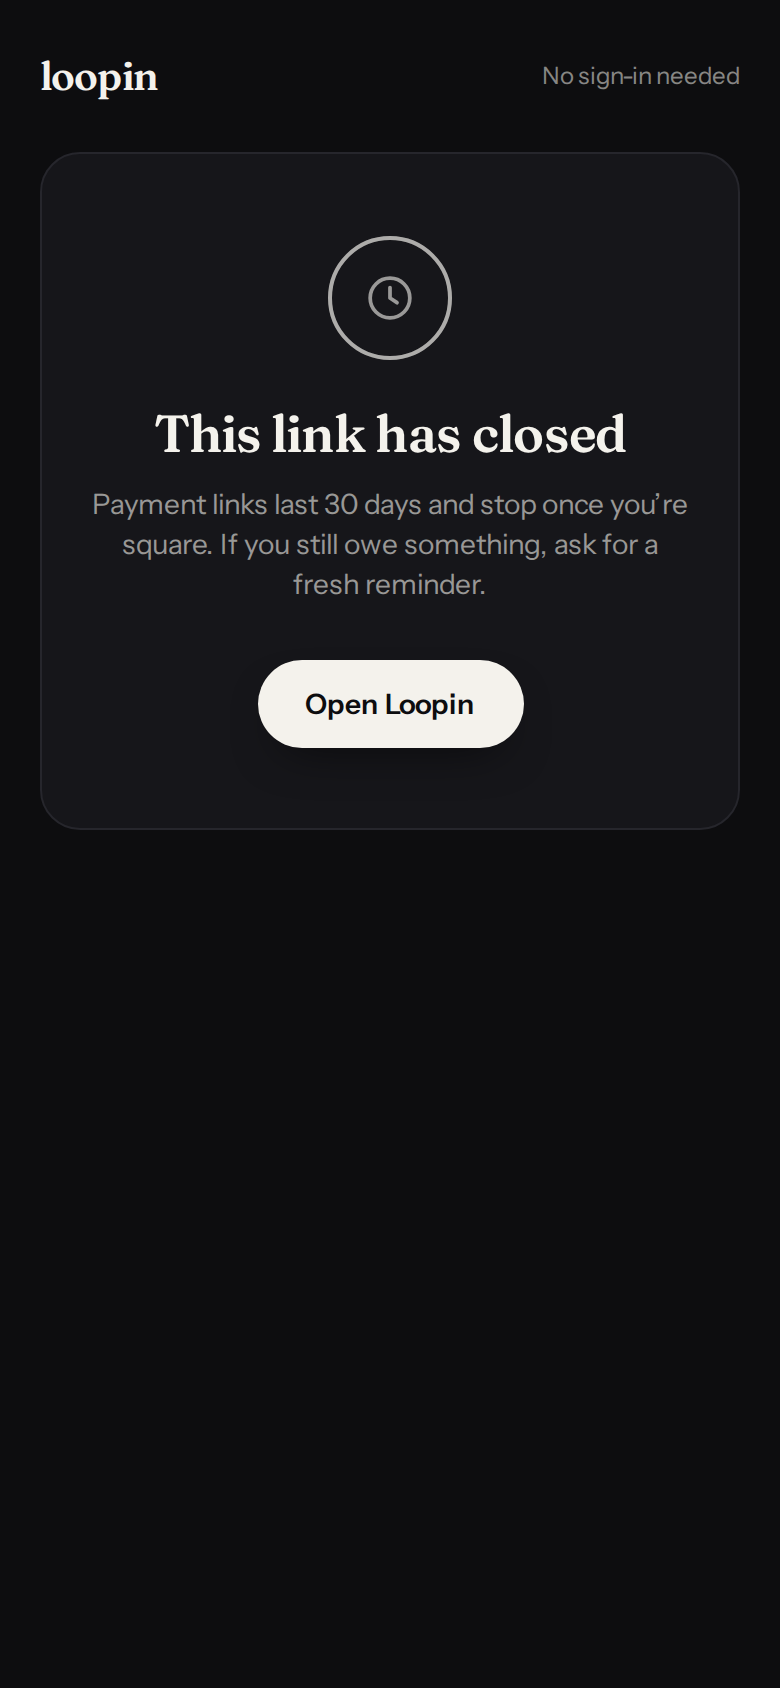 loopin
No sign-in needed
This link has closed
Payment links last 30 days and stop once you’re
square. If you still owe something, ask for a
fresh reminder.
Open Loopin